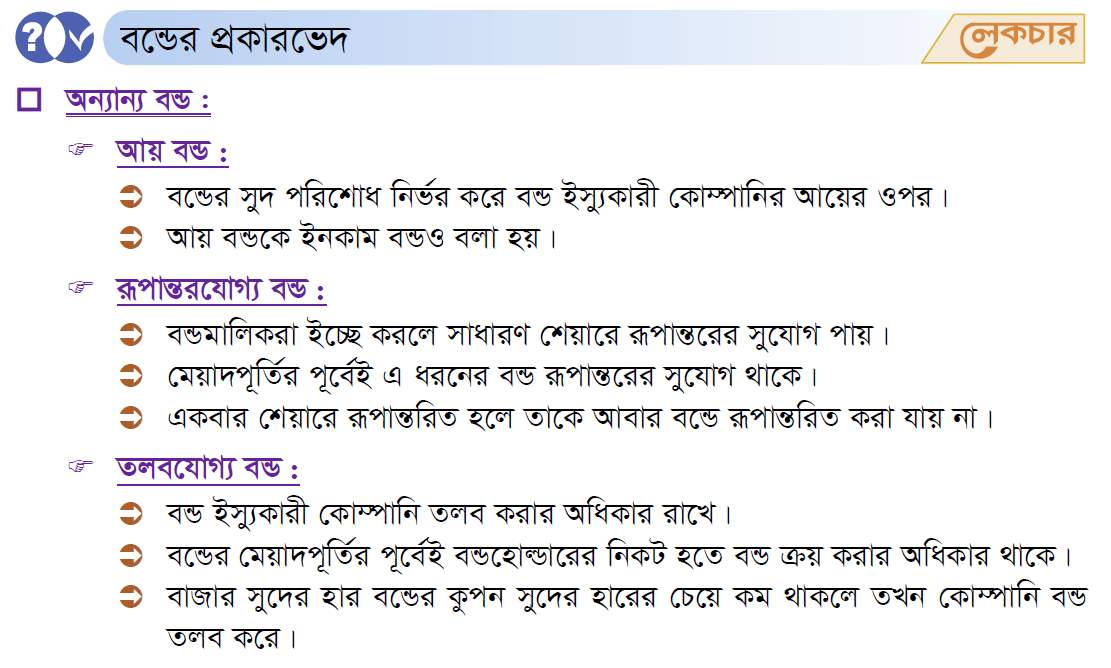 বন্ডের প্রকারভেদ
লেকচার
অন্যান্য বন্ড :
আয় বন্ড :
বন্ডের সুদ পরিশোধ নির্ভর করে বন্ড ইস্যুকারী কোম্পানির আয়ের ওপর।
আয় বন্ডকে ইনকাম বন্ডও বলা হয়।
রূপান্তরযোগ্য বন্ড :
বন্ডমালিকরা ইচ্ছে করলে সাধারণ শেয়ারে রূপান্তরের সুযোগ পায়।
মেয়াদপূর্তির পূর্বেই এ ধরনের বন্ড রূপান্তরের সুযোগ থাকে।
একবার শেয়ারে রূপান্তরিত হলে তাকে আবার বন্ডে রূপান্তরিত করা যায় না।
তলবযোগ্য বন্ড :
বন্ড ইস্যুকারী কোম্পানি তলব করার অধিকার রাখে।
বন্ডের মেয়াদপূর্তির পূর্বেই বন্ডহোল্ডারের নিকট হতে বন্ড ক্রয় করার অধিকার থাকে।
বাজার সুদের হার বন্ডের কুপন সুদের হারের চেয়ে কম থাকলে তখন কোম্পানি বন্ড
তলব করে।